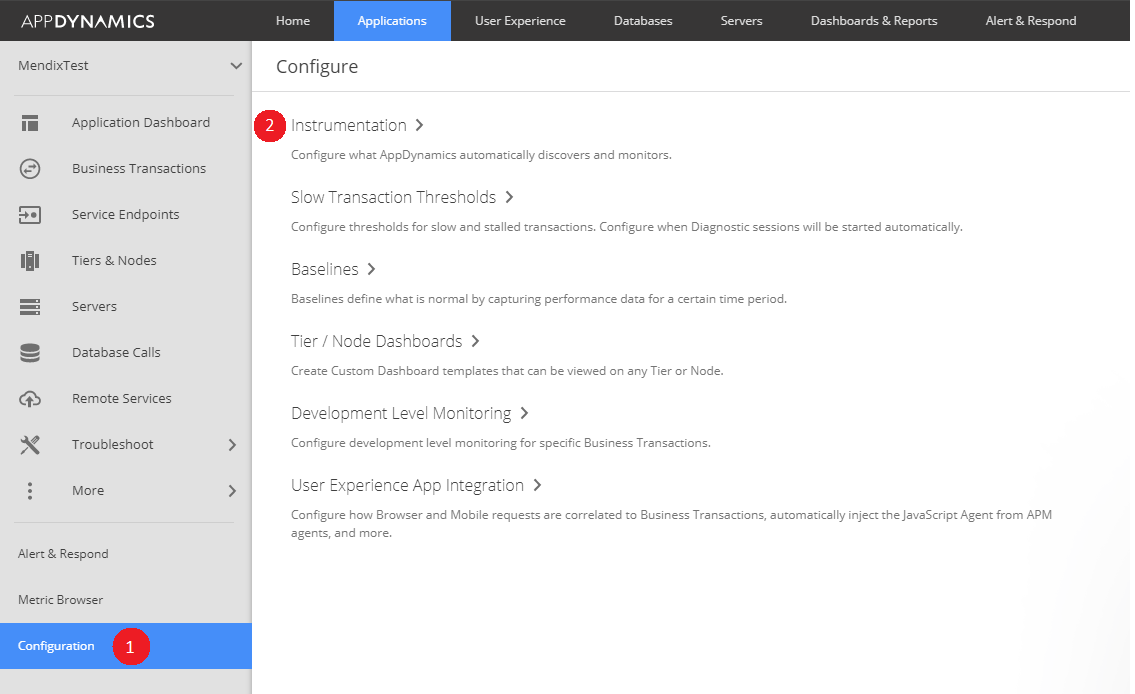 APPDYNAMICS
Home Applications User Experience Databases Servers Dashboards & Reports Alert & Respond
MendixTest
Application Dashboard
Business Transactions
Service Endpoints
Tiers & Nodes
Servers
Database Calls
Remote Services
Troubleshoot
More
Alert & Respond
Metric Browser
Configuration 1
Configure
2 Instrumentation
Configure what AppDynamics automatically discovers and monitors.
Slow Transaction Thresholds
Configure thresholds for slow and stalled transactions. Configure when Diagnostic sessions will be started automatically.
Baselines
Baselines define what is normal by capturing performance data for a certain time period.
Tier / Node Dashboards
Create Custom Dashboard templates that can be viewed on any Tier or Node.
Development Level Monitoring
Configure development level monitoring for specific Business Transactions.
User Experience App Integration
Configure how Browser and Mobile requests are correlated to Business Transactions, automatically inject the JavaScript Agent from APM
agents, and more.